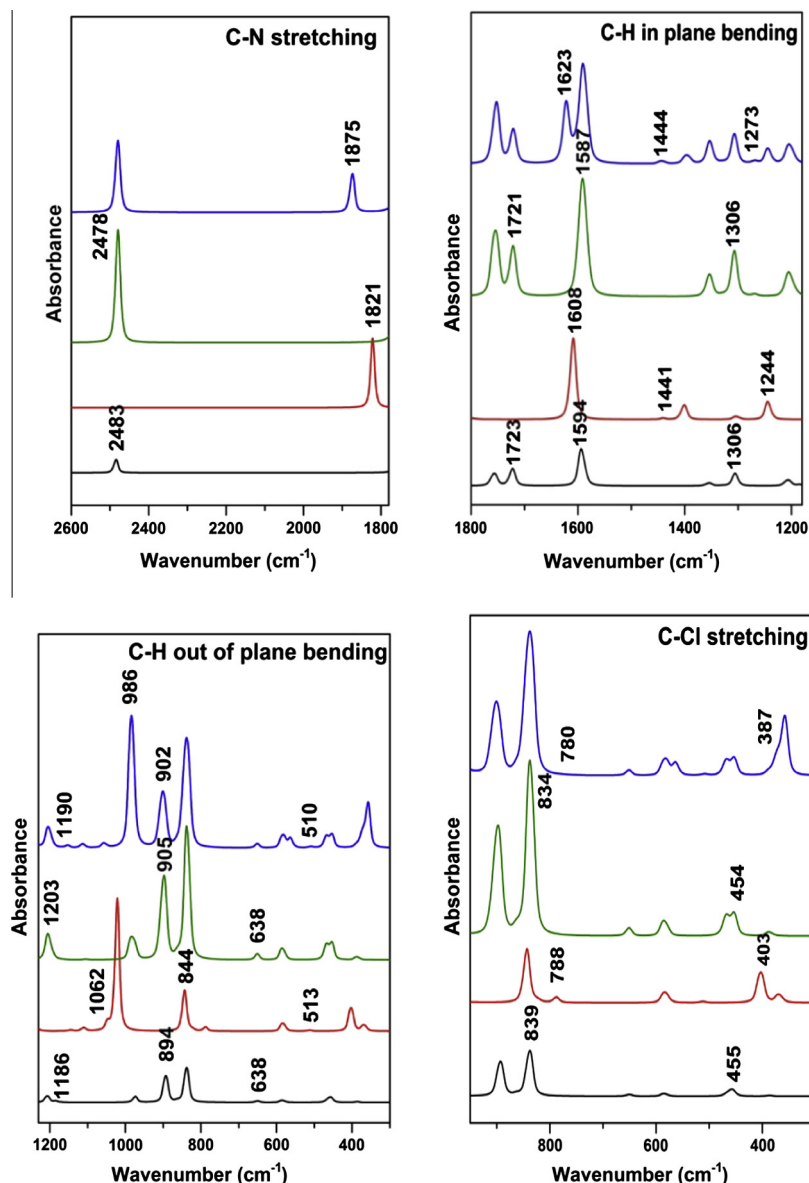 C-N stretching
1875
2478
1821
2483
Absorbance
2600 2400 2200 2000 1800
Wavenumber (cm-1)
C-H in plane bending
1623
1444
1273
1587
1721
1306
1608
1441
1244
1594
1723
1306
Absorbance
1800 1600 1400 1200
Wavenumber (cm-1)
C-H out of plane bending
986
902
1190
510
905
1203
638
844
1062
513
894
1186
638
Absorbance
1200 1000 800 600 400
Wavenumber (cm-1)
C-Cl stretching
387
780
834
454
403
788
839
455
Absorbance
800 600 400
Wavenumber (cm-1)